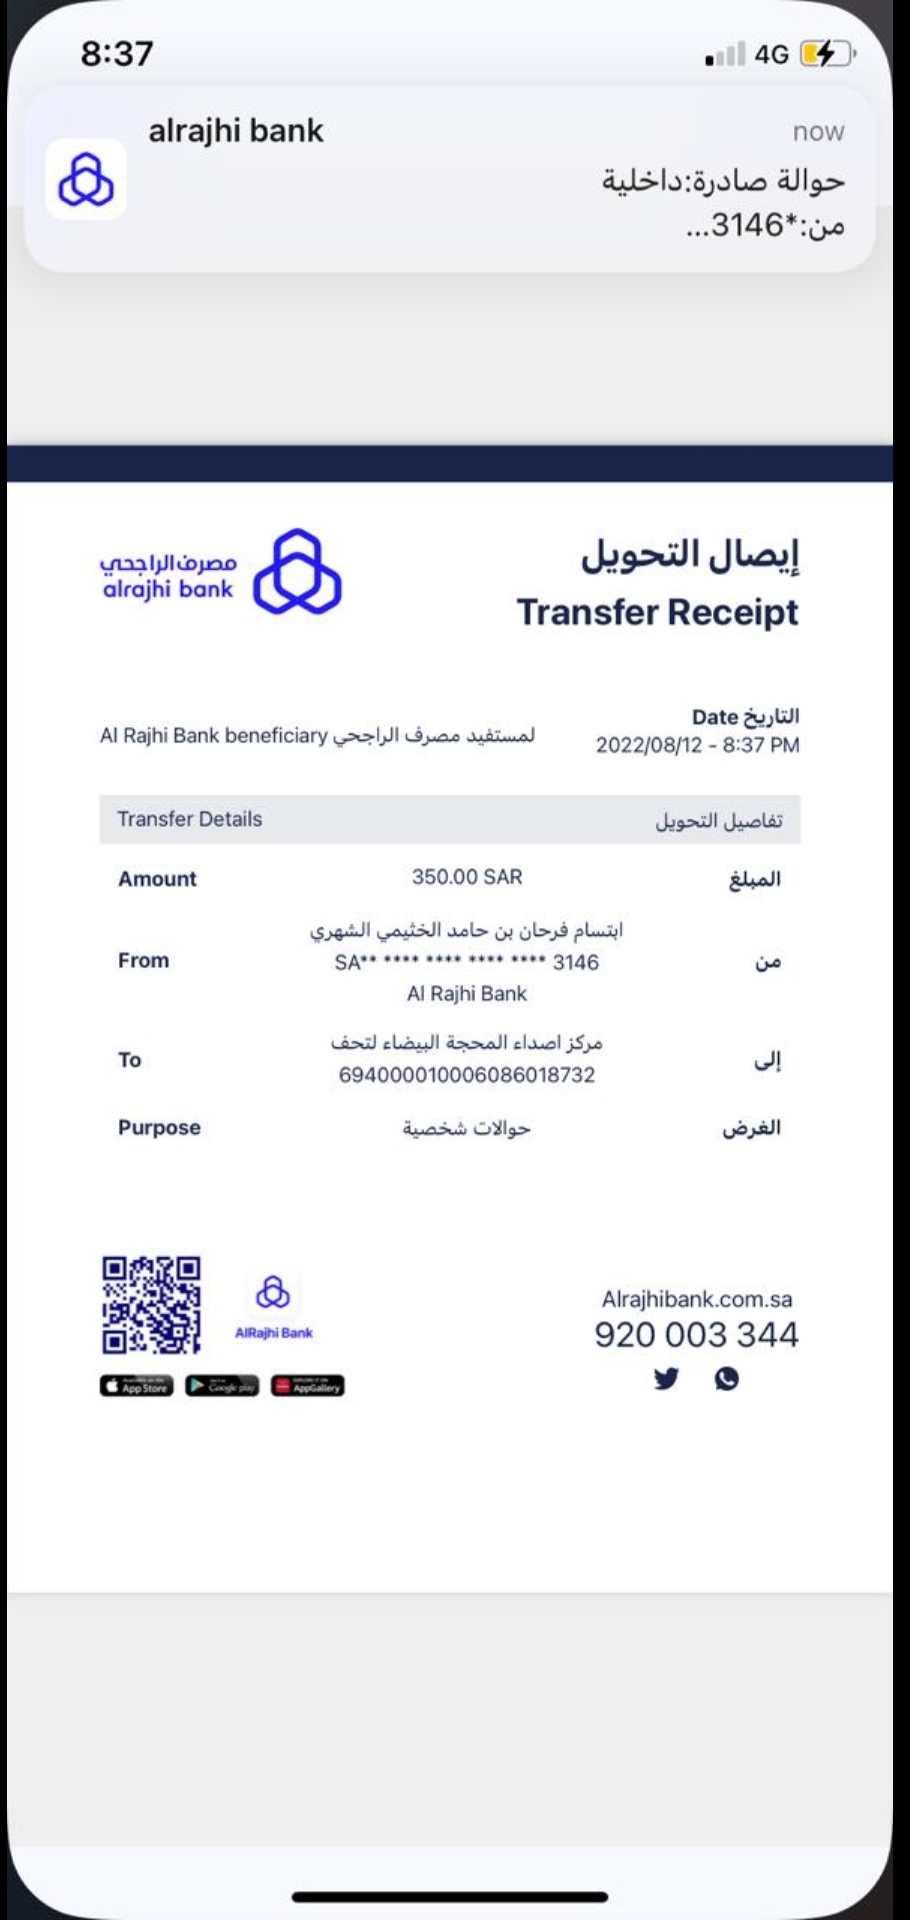 8:37
4G
alrajhi bank
now
حوالة صادرة:داخلية
من:*3146...
مصرف الراجحي
alrajhi bank
إيصال التحويل
Transfer Receipt
التاريخ Date
2022/08/12 - 8:37 PM
لمستفيد مصرف الراجحي Al Rajhi Bank beneficiary
Transfer Details تفاصيل التحويل
Amount 350.00 SAR المبلغ
ابتسام فرحان بن حامد الخثيمي الشهري
From SA** **** **** **** **** 3146 من
Al Rajhi Bank
مركز اصداء المحجة البيضاء لتحف
To إلى
694000010006086018732
Purpose حوالات شخصية الغرض
AlRajhi Bank
Alrajhibank.com.sa
920 003 344
App Store
Google play
AppGallery